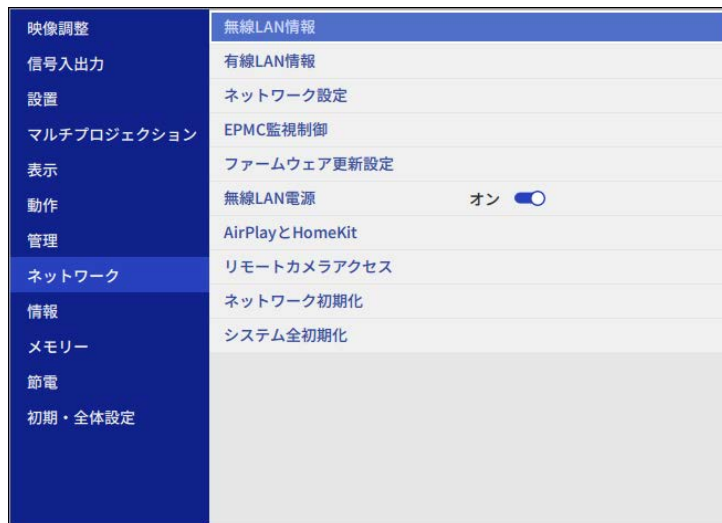 映像調整
信号入出力
設置
マルチプロジェクション
表示
動作
管理
ネットワーク
情報
メモリー
節電
初期・全体設定
無線LAN情報
有線LAN情報
ネットワーク設定
EPMC監視制御
ファームウェア更新設定
無線LAN電源 オン
AirPlayとHomeKit
リモートカメラアクセス
ネットワーク初期化
システム全初期化